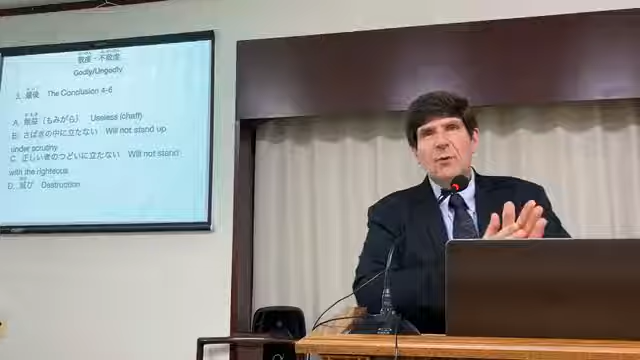 敬虔・不敬虔
Godly/Ungodly
3. 最後 The Conclusion 4-6
A. 無益（もみがら） Useless (chaff)
B. さばきの中に立たない Will not stand up
under scrutiny
C. 正しい者のつどいに立たない Will not stand
with the righteous
D. 滅び Destruction